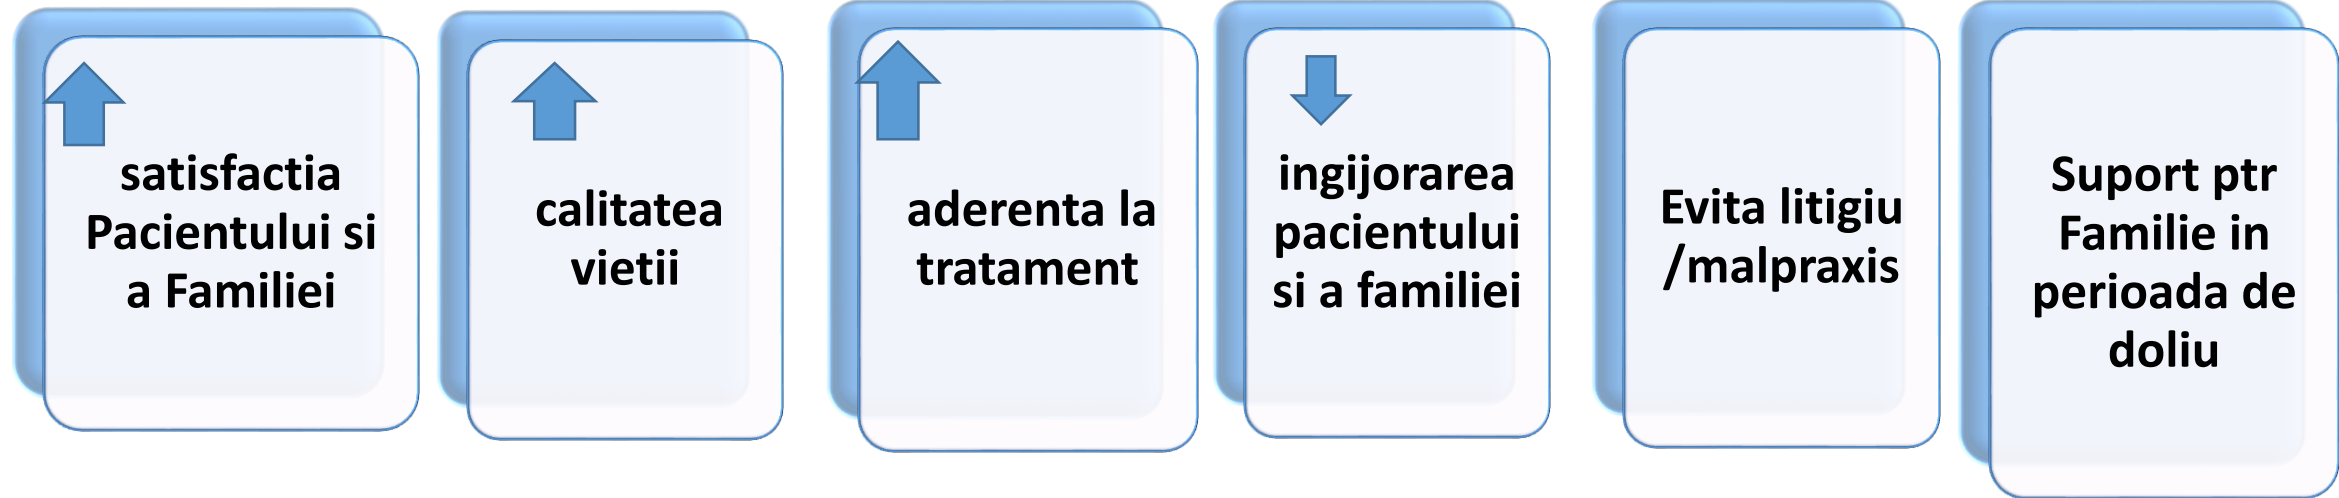 satisfactia
Pacientului si
a Familiei
calitatea
vietii
aderenta la
tratament
ingijorarea
pacientului
si a familiei
Evita litigiu
/malpraxis
Suport ptr
Familie in
perioada de
doliu